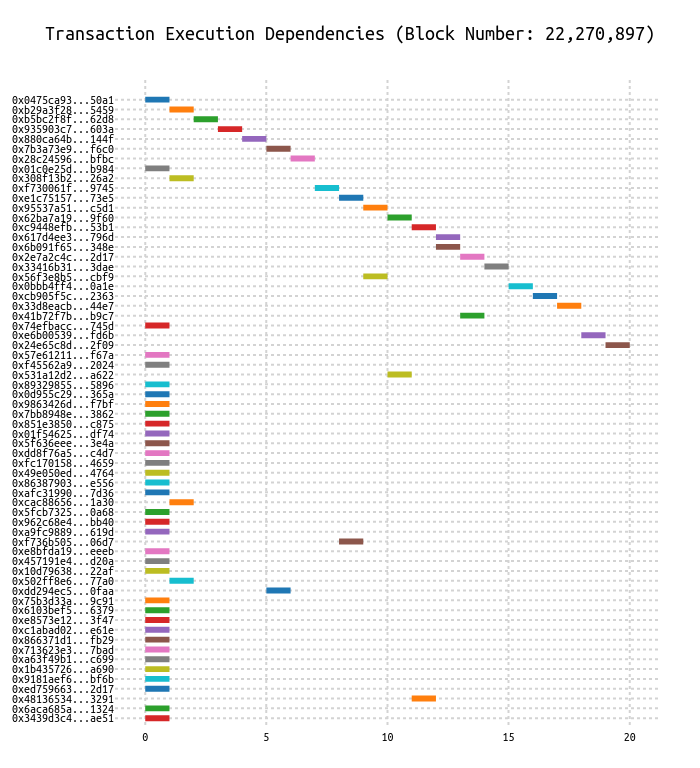 Transaction Execution Dependencies (Block Number: 22,270,897)
0x0475ca93...50a1
0xb29a3f28...5459
0xb5bc2f8f...62d8
0x935903c7...603a
0x880ca64b...144f
0x7b3a73e9...f6c0
0x28c24596...bfbc
0x01c0e25d...b984
0x308f13b2...26a2
0xf730061f...9745
0xe1c75157...73e5
0x95537a51...c5d1
0x62ba7a19...9f60
0xc9448efb...53b1
0x617d4ee3...796d
0x6b091f65...348e
0x2e7a2c4c...2d17
0x33416b31...3dae
0x56f3e8b5...cbf9
0x0bbb4ff4...0a1e
0xcb905f5c...2363
0x33d8eacb...44e7
0x41b72f7b...b9c7
0x74efbacc...745d
0xe6b00539...fd6b
0x24e65c8d...2f09
0x57e61211...f67a
0xf45562a9...2024
0x531a12d2...a622
0x89329855...5896
0x0d955c29...365a
0x9863426d...f7bf
0x7bb8948e...3862
0x851e3850...c875
0x01f54625...df74
0x5f636eee...3e4a
0xdd8f76a5...c4d7
0xfc170158...4659
0x49e050ed...4764
0x86387903...e556
0xafc31990...7d36
0xcac88656...1a30
0x5fcb7325...0a68
0x962c68e4...bb40
0xa9fc9889...619d
0xf736b505...06d7
0xe8bfda19...eeeb
0x457191e4...d20a
0x10d79638...22af
0x502ff8e6...77a0
0xdd294ec5...0faa
0x75b3d33a...9c91
0x6103bef5...6379
0xe8573e12...3f47
0xc1abad02...e61e
0x866371d1...fb29
0x713623e3...7bad
0xa63f49b1...c699
0x1b435726...a690
0x9181aef6...bf6b
0xed759663...2d17
0x48136534...3291
0x6aca685a...1324
0x3439d3c4...ae51
0 5 10 15 20